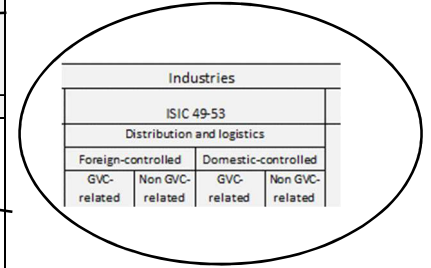 Industries
ISIC 49-53
Distribution and logistics
Foreign-controlled Domestic-controlled
GVC- Non GVC- GVC- Non GVC-
related related related related